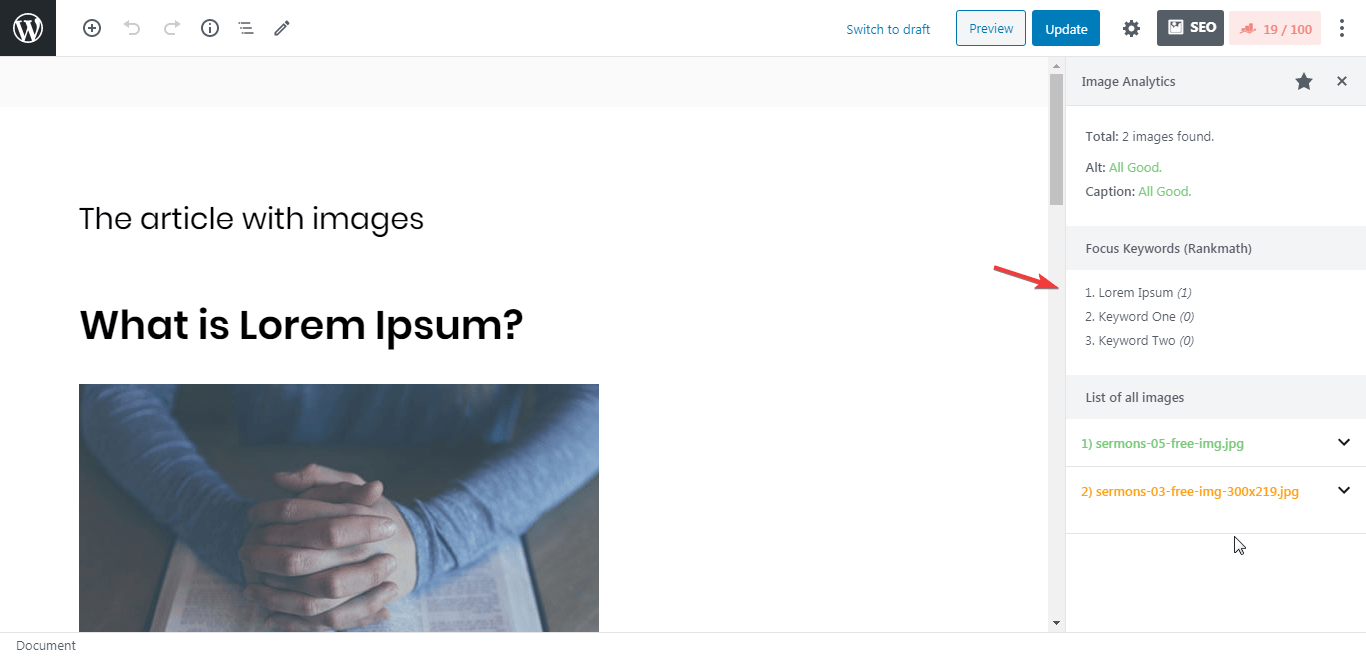 Switch to draft
Preview
Update
SEO
19 / 100
Image Analytics
Total: 2 images found.
Alt: All Good.
Caption: All Good.
Focus Keywords (Rankmath)
1. Lorem Ipsum (1)
2. Keyword One (0)
3. Keyword Two (0)
List of all images
1) sermons-05-free-img.jpg
2) sermons-03-free-img-300x219.jpg
The article with images
What is Lorem Ipsum?
Document